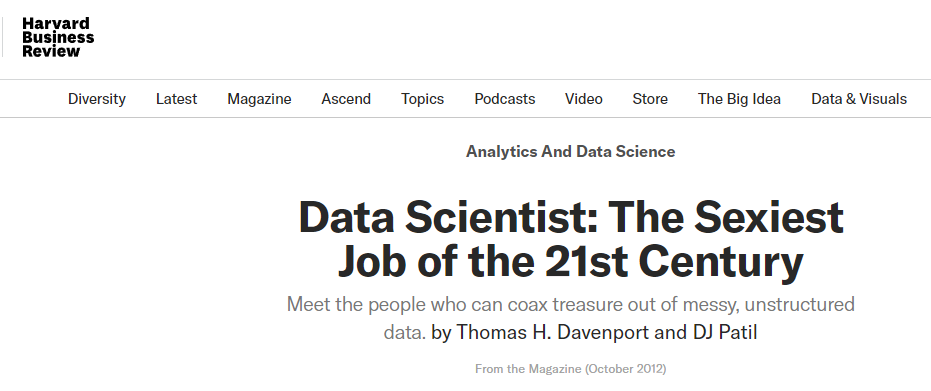 Harvard
Business
Review
Diversity Latest Magazine Ascend Topics Podcasts Video Store The Big Idea Data & Visuals
Analytics And Data Science
Data Scientist: The Sexiest
Job of the 21st Century
Meet the people who can coax treasure out of messy, unstructured
data. by Thomas H. Davenport and DJ Patil
From the Magazine (October 2012)